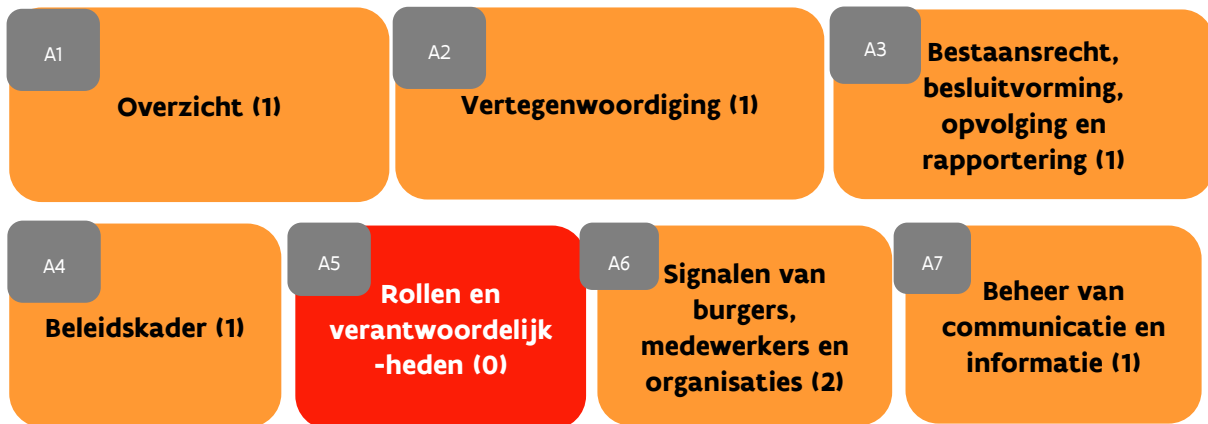 A1
Overzicht (1)
A2
Vertegenwoordiging (1)
A3
Bestaansrecht,
besluitvorming,
opvolging en
rapportering (1)
A4
Beleidskader (1)
A5
Rollen en
verantwoordelijk
-heden (0)
A6
Signalen van
burgers,
medewerkers en
organisaties (2)
A7
Beheer van
communicatie en
informatie (1)